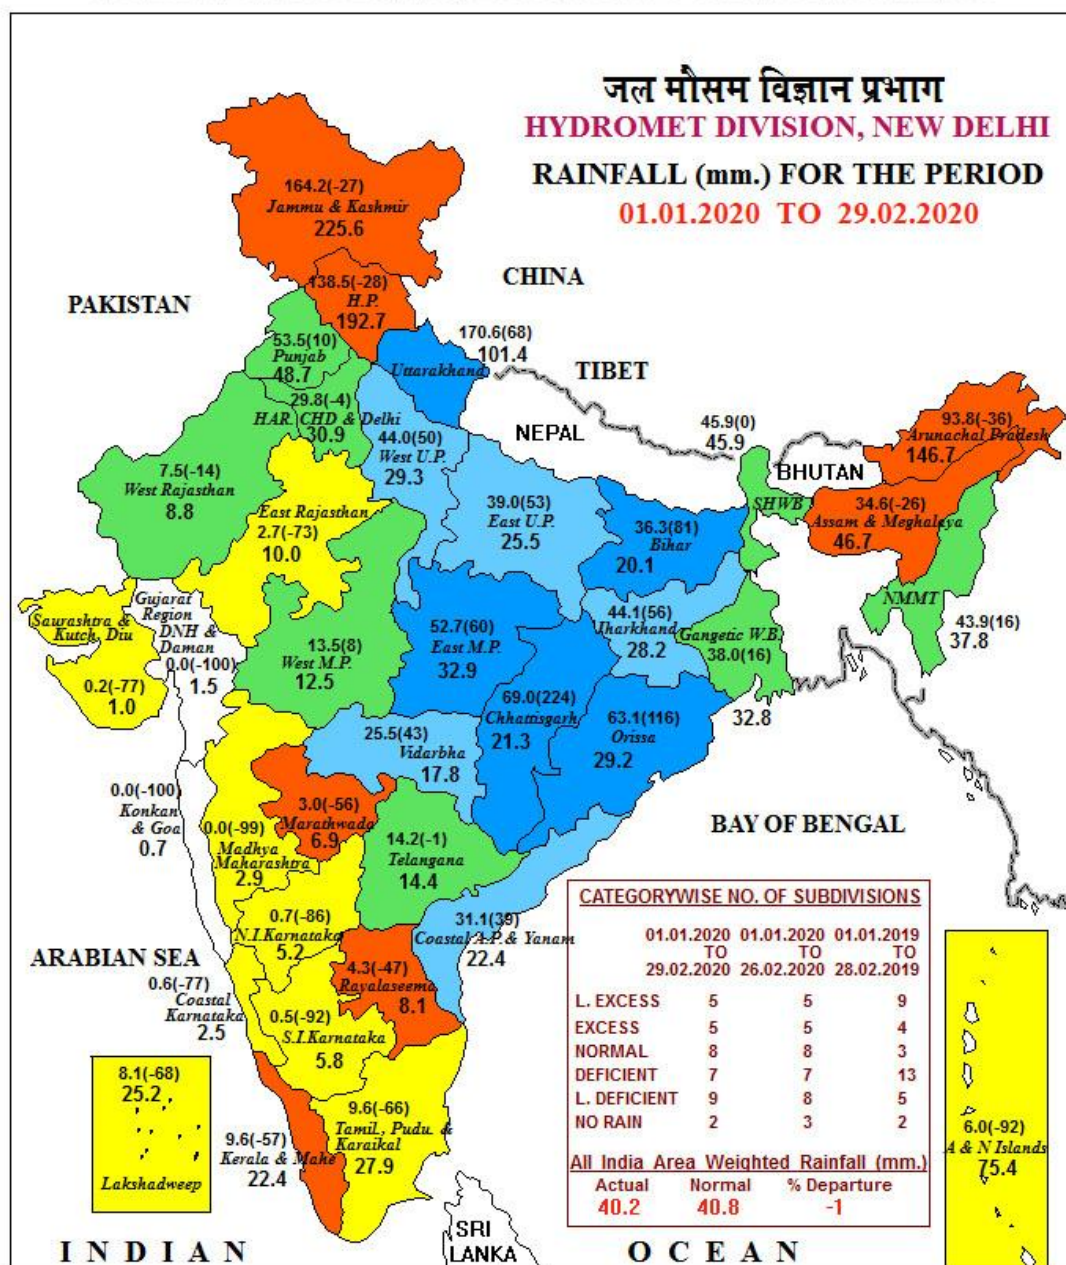 जल मौसम विज्ञान प्रभाग
HYDROMET DIVISION, NEW DELHI
RAINFALL (mm.) FOR THE PERIOD
01.01.2020 TO 29.02.2020
164.2(-27)
Jammu & Kashmir
225.6
CHINA
138.5(-28)
H.P.
192.7
PAKISTAN
170.6(68)
101.4
Uttarakhand
53.5(10)
Punjab
48.7
TIBET
29.8(-4)
HAR. CHD & Delhi
30.9
44.0(50)
West U.P.
29.3
NEPAL
45.9(0)
45.9
93.8(-36)
Arunachal Pradesh
146.7
BHUTAN
7.5(-14)
West Rajasthan
8.8
39.0(53)
East U.P.
25.5
SHWB
34.6(-26)
Assam & Meghalaya
46.7
East Rajasthan
2.7(-73)
10.0
36.3(81)
Bihar
20.1
Gujarat
Region
DNH &
Daman
0.0(-100)
1.5
Saurashtra &
Kutch, Diu
0.2(-77)
1.0
NMMT
43.9(16)
37.8
44.1(56)
Jharkhand
28.2
Gangetic W.B.
38.0(16)
32.8
52.7(60)
East M.P.
32.9
13.5(8)
West M.P.
12.5
69.0(224)
Chhattisgarh
21.3
63.1(116)
Orissa
29.2
25.5(43)
Vidarbha
17.8
0.0(-100)
Konkan
& Goa
0.7
3.0(-56)
Marathwada
6.9
0.0(-99)
Madhya
Maharashtra
2.9
14.2(-1)
Telangana
14.4
BAY OF BENGAL
0.7(-86)
N.I.Karnataka
5.2
31.1(39)
Coastal A.P.& Yanam
22.4
ARABIAN SEA
4.3(-47)
Rayalaseema
8.1
0.6(-77)
Coastal
Karnataka
2.5
0.5(-92)
S.I.Karnataka
5.8
8.1(-68)
25.2
Lakshadweep
9.6(-57)
Kerala & Mahe
22.4
9.6(-66)
Tamil., Pudu. &
Karaikal
27.9
CATEGORYWISE NO. OF SUBDIVISIONS
01.01.2020 01.01.2020 01.01.2019
TO TO TO
29.02.2020 26.02.2020 28.02.2019
L. EXCESS 5 5 9
EXCESS 5 5 4
NORMAL 8 8 3
DEFICIENT 7 7 13
L. DEFICIENT 9 8 5
NO RAIN 2 3 2
All India Area Weighted Rainfall (mm.)
Actual Normal % Departure
40.2 40.8 -1
6.0(-92)
A & N Islands
75.4
SRI
LANKA
INDIAN OCEAN